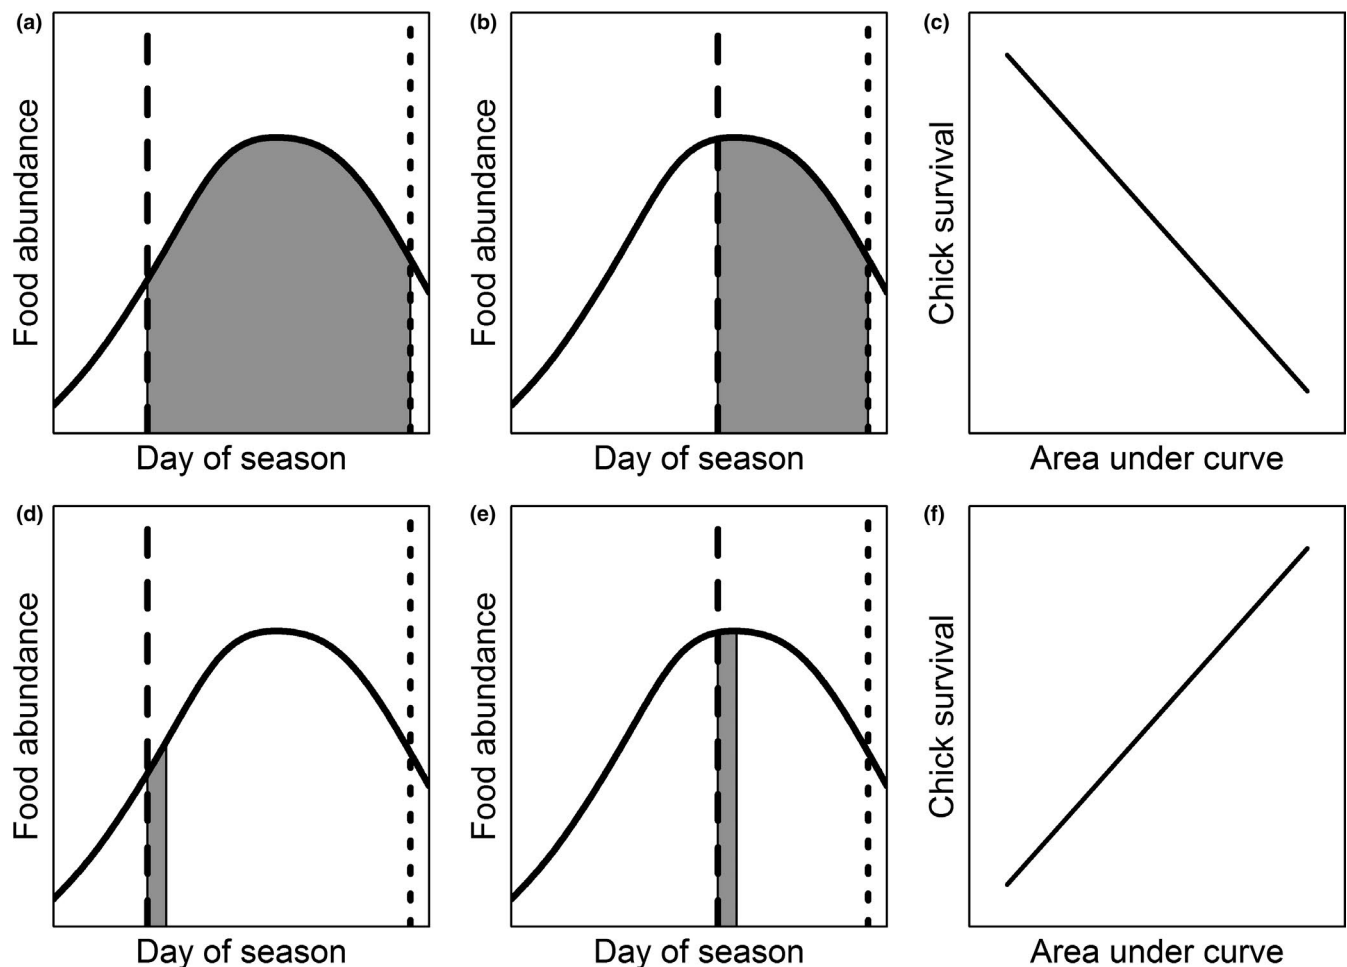 (a)
Food abundance
Day of season
(b)
Food abundance
Day of season
(c)
Chick survival
Area under curve
(d)
Food abundance
Day of season
(e)
Food abundance
Day of season
(f)
Chick survival
Area under curve